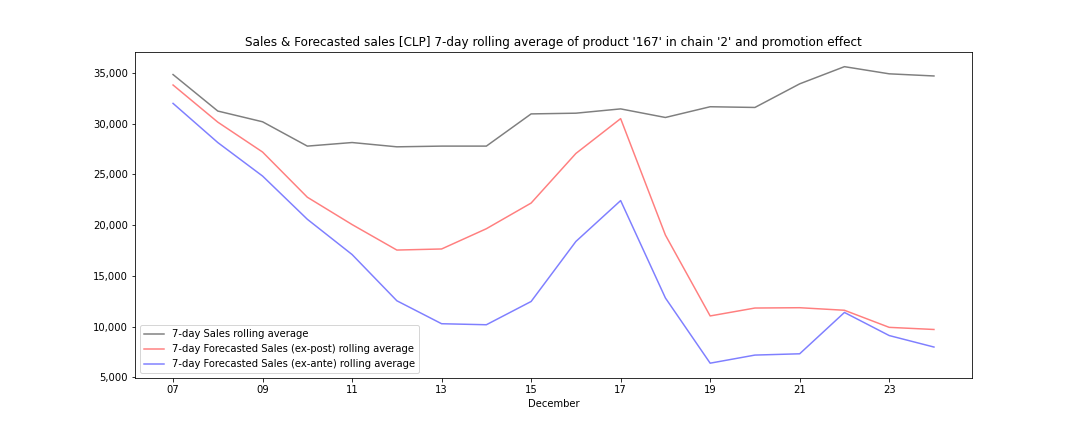 Sales & Forecasted sales [CLP] 7-day rolling average of product '167' in chain '2' and promotion effect
35,000
30,000
25,000
20,000
15,000
10,000
5,000
7-day Sales rolling average
7-day Forecasted Sales (ex-post) rolling average
7-day Forecasted Sales (ex-ante) rolling average
07 09 11 13 15 17 19 21 23
December